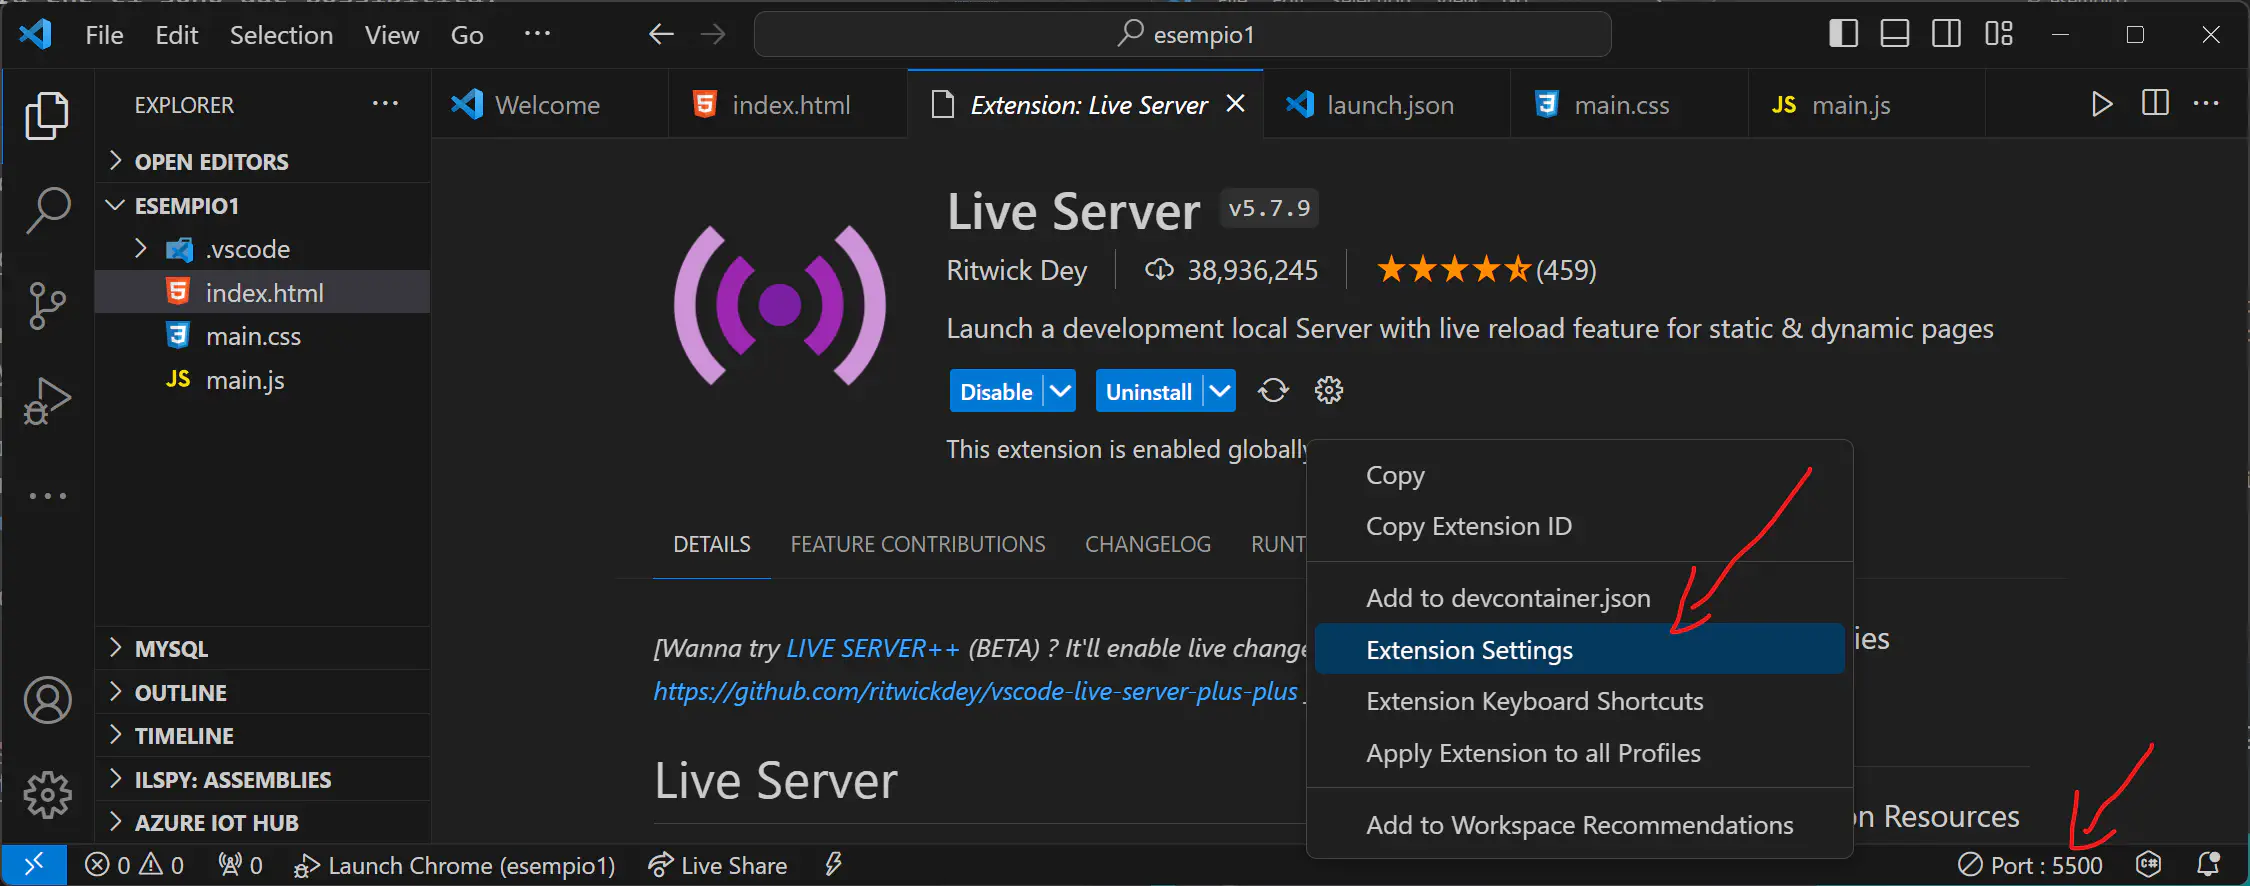 File Edit Selection View Go ··· esempio1
EXPLORER ···
Welcome
index.html
Extension: Live Server
launch.json
main.css
JS main.js
OPEN EDITORS
ESEMPIO1
.vscode
index.html
main.css
JS main.js
MYSQL
OUTLINE
TIMELINE
ILSPY: ASSEMBLIES
AZURE IOT HUB
Live Server v5.7.9
Ritwick Dey 38,936,245 (459)
Launch a development local Server with live reload feature for static & dynamic pages
Disable Uninstall
This extension is enabled globally
DETAILS FEATURE CONTRIBUTIONS CHANGELOG RUNT
[Wanna try LIVE SERVER++ (BETA) ? It'll enable live change
https://github.com/ritwickdey/vscode-live-server-plus-plus
Live Server
Copy
Copy Extension ID
Add to devcontainer.json
Extension Settings
Extension Keyboard Shortcuts
Apply Extension to all Profiles
Add to Workspace Recommendations
ies
on Resources
0 0 0 Launch Chrome (esempio1) Live Share Port : 5500